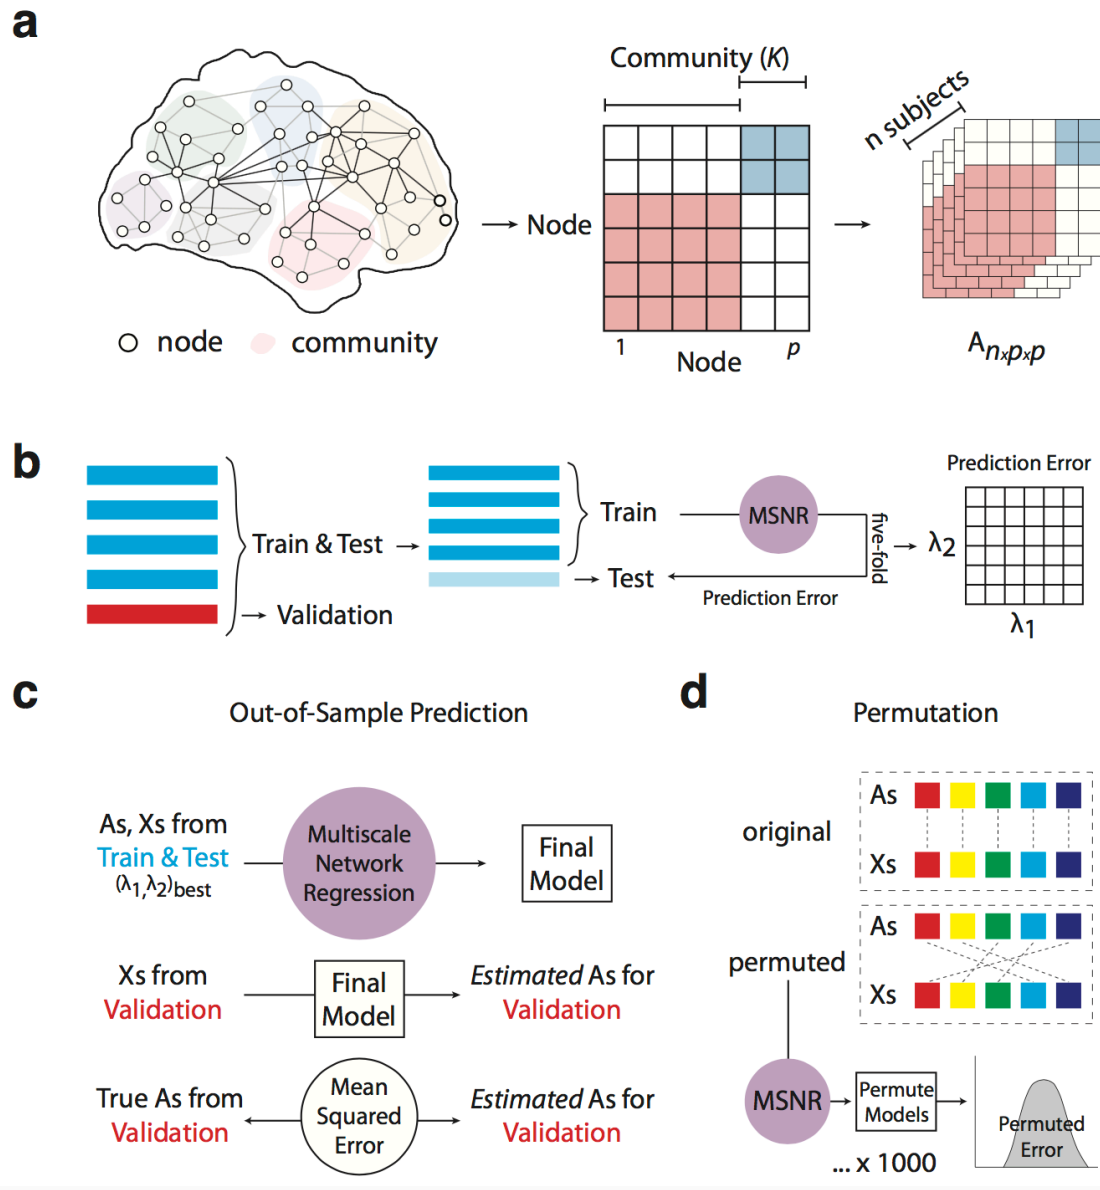 a
Community (K)
n subjects
Node
node
community
1
p
Node
Anxpxp
b
Train & Test
Validation
Train
Test
MSNR
five-fold
Prediction Error
Prediction Error
λ2
λ1
c
Out-of-Sample Prediction
As, Xs from
Train & Test
(λ1,λ2)best
Multiscale
Network
Regression
Final
Model
Xs from
Validation
Final
Model
Estimated As for
Validation
True As from
Validation
Mean
Squared
Error
Estimated As for
Validation
d
Permutation
original
As
Xs
permuted
As
Xs
MSNR
Permute
Models
... x 1000
Permuted
Error